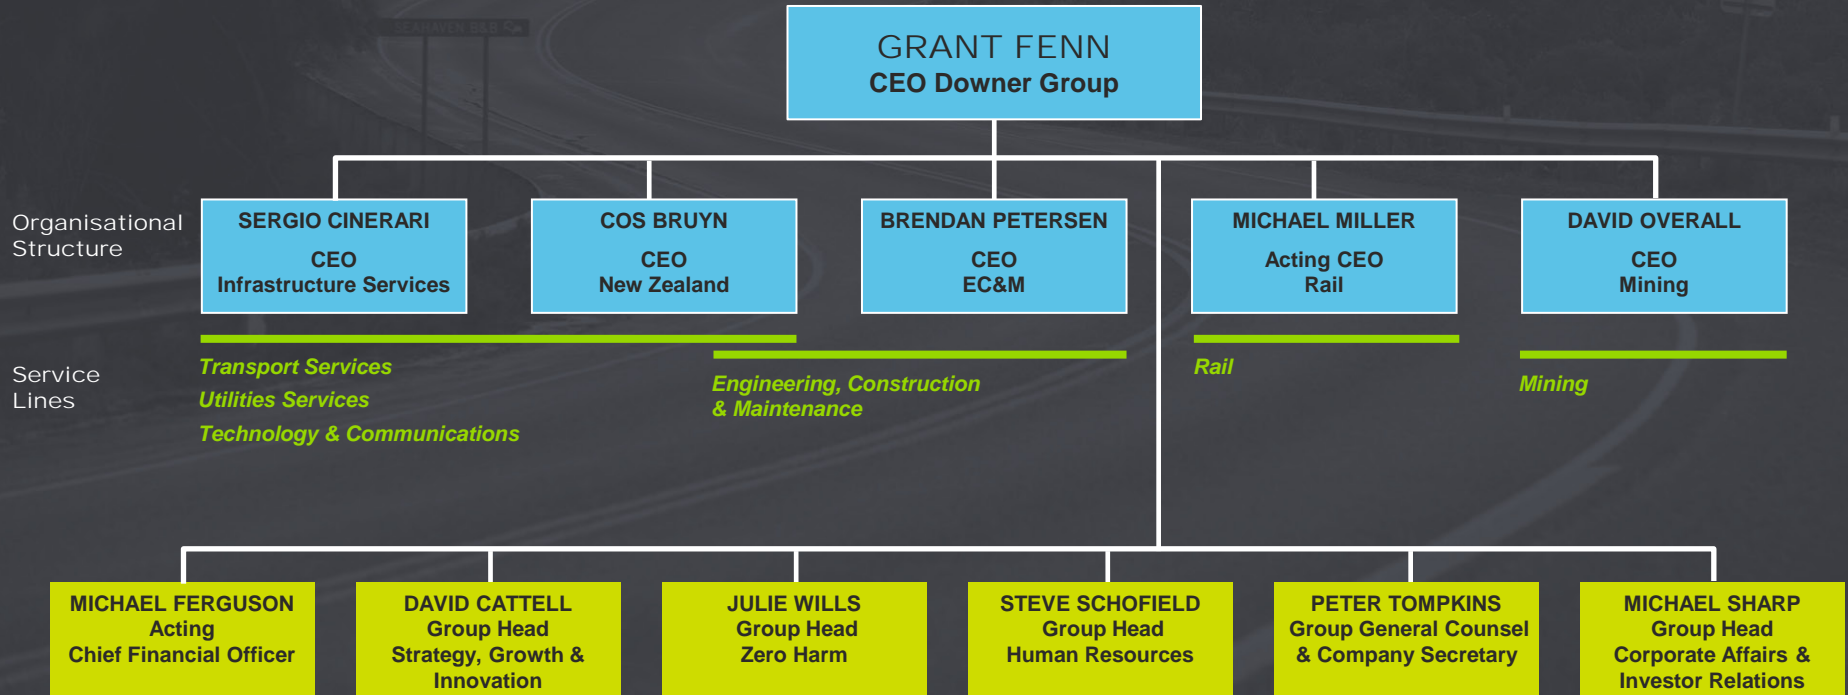 SEAHAVEN B&B
GRANT FENN
CEO Downer Group
Organisational
Structure
SERGIO CINERARI
CEO
Infrastructure Services
COS BRUYN
CEO
New Zealand
BRENDAN PETERSEN
CEO
EC&M
MICHAEL MILLER
Acting CEO
Rail
DAVID OVERALL
CEO
Mining
Service
Lines
Transport Services
Utilities Services
Technology & Communications
Engineering, Construction
& Maintenance
Rail
Mining
MICHAEL FERGUSON
Acting
Chief Financial Officer
DAVID CATTELL
Group Head
Strategy, Growth &
Innovation
JULIE WILLS
Group Head
Zero Harm
STEVE SCHOFIELD
Group Head
Human Resources
PETER TOMPKINS
Group General Counsel
& Company Secretary
MICHAEL SHARP
Group Head
Corporate Affairs &
Investor Relations